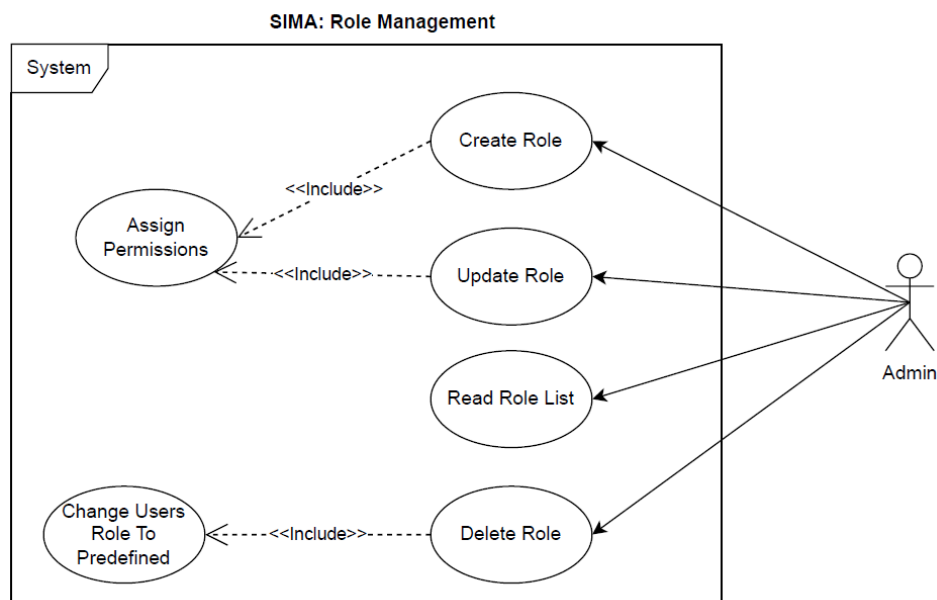 SIMA: Role Management
System
Create Role
<<Include>>
Assign
Permissions
<<Include>>
Update Role
Admin
Read Role List
Change Users
Role To
Predefined
<<Include>>
Delete Role